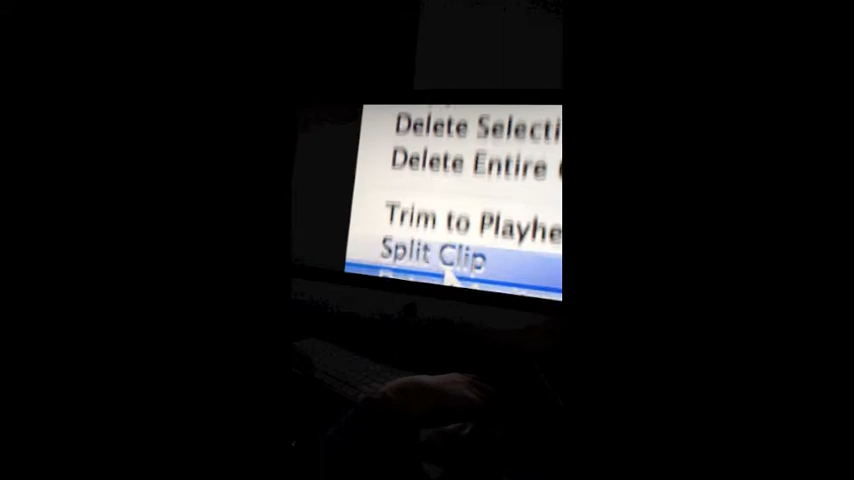 Delete Selecti
Delete Entire
Trim to Playhe
Split Clip